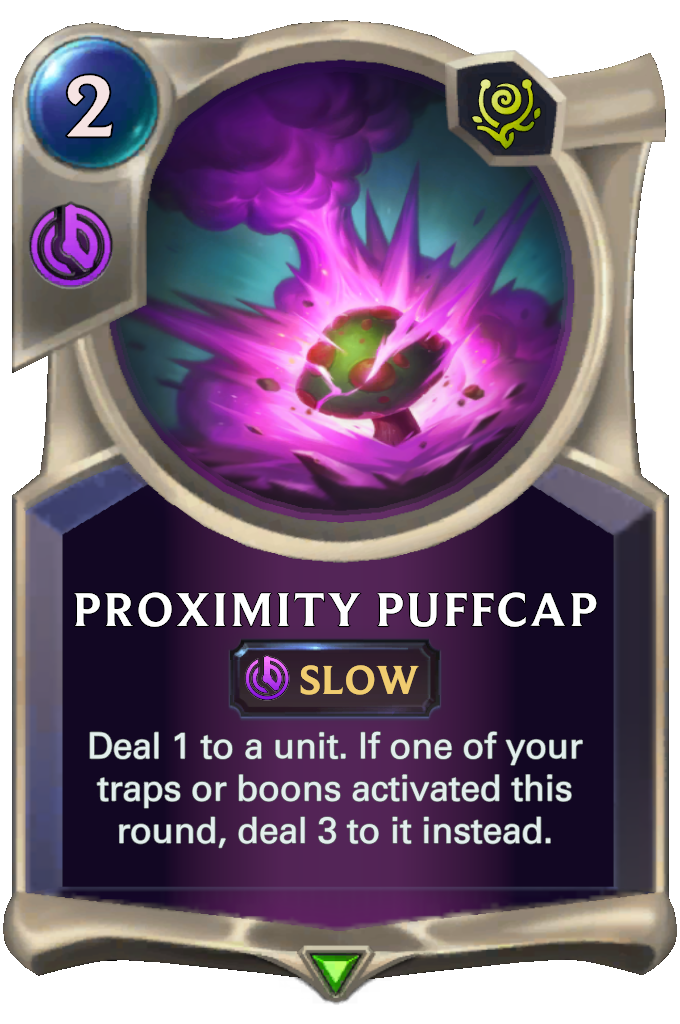 2
PROXIMITY PUFFCAP
SLOW
Deal 1 to a unit. If one of your
traps or boons activated this
round, deal 3 to it instead.